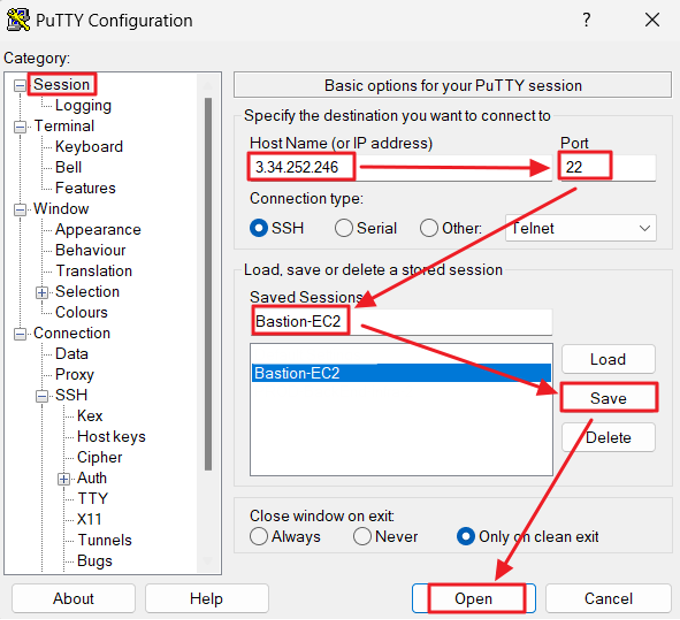 PuTTY Configuration
?
Category:
Session
Logging
Terminal
Keyboard
Bell
Features
Window
Appearance
Behaviour
Translation
Selection
Colours
Connection
Data
Proxy
SSH
Kex
Host keys
Cipher
Auth
TTY
X11
Tunnels
Bugs
Basic options for your PuTTY session
Specify the destination you want to connect to
Host Name (or IP address) Port
3.34.252.246 22
Connection type:
SSH Serial Other: Telnet
Load, save or delete a stored session
Saved Sessions
Bastion-EC2
Bastion-EC2
Load
Save
Delete
Close window on exit:
Always Never Only on clean exit
About Help Open Cancel